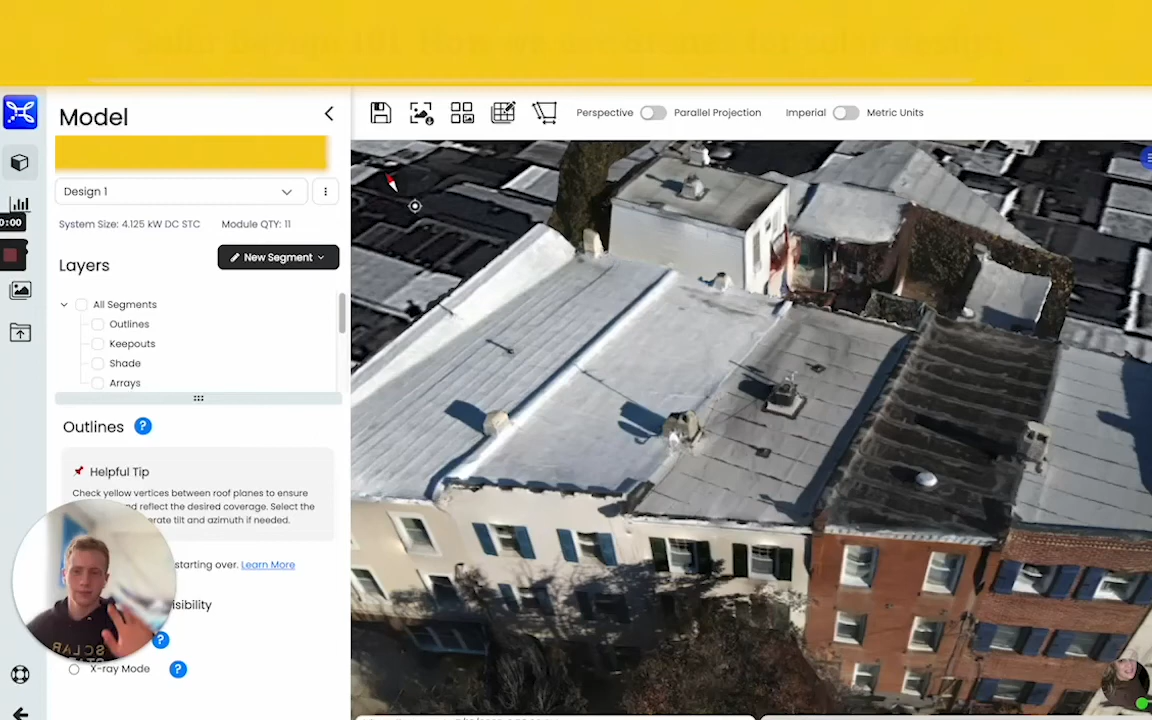 Model
Perspective
Parallel Projection
Imperial
Metric Units
Design 1
System Size: 4.125 kW DC STC
Module QTY: 11
Layers
New Segment
All Segments
Outlines
Keepouts
Shade
Arrays
0:00
Outlines ?
Helpful Tip
Check yellow vertices between roof planes to ensure
reflect the desired coverage. Select the
tilt and azimuth if needed.
starting over. Learn More
?
X-ray Mode ?